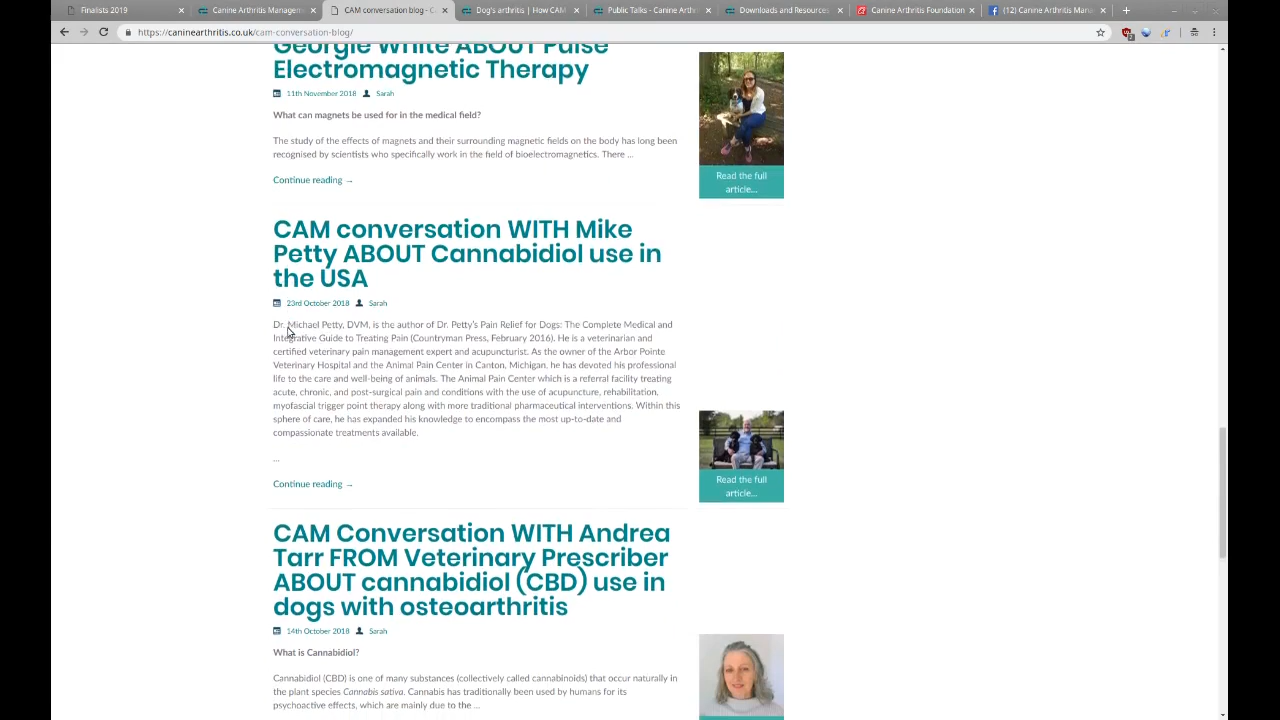 Finalists 2019
Canine Arthritis Managem
CAM conversation blog - C
Dog's arthritis | How CAM
Public Talks - Canine Arthr
Downloads and Resources
Canine Arthritis Foundation
(12) Canine Arthritis Man
https://caninearthritis.co.uk/cam-conversation-blog/
Georgie White ABOUT Pulse
Electromagnetic Therapy
11th November 2018 Sarah
What can magnets be used for in the medical field?
The study of the effects of magnets and their surrounding magnetic fields on the body has long been
recognised by scientists who specifically work in the field of bioelectromagnetics. There ...
Continue reading →
Read the full
article...
CAM conversation WITH Mike
Petty ABOUT Cannabidiol use in
the USA
23rd October 2018 Sarah
Dr. Michael Petty, DVM, is the author of Dr. Petty's Pain Relief for Dogs: The Complete Medical and
Integrative Guide to Treating Pain (Countryman Press, February 2016). He is a veterinarian and
certified veterinary pain management expert and acupuncturist. As the owner of the Arbor Pointe
Veterinary Hospital and the Animal Pain Center in Canton, Michigan, he has devoted his professional
life to the care and well-being of animals. The Animal Pain Center which is a referral facility treating
acute, chronic, and post-surgical pain and conditions with the use of acupuncture, rehabilitation,
myofascial trigger point therapy along with more traditional pharmaceutical interventions. Within this
sphere of care, he has expanded his knowledge to encompass the most up-to-date and
compassionate treatments available.
...
Continue reading →
Read the full
article...
CAM Conversation WITH Andrea
Tarr FROM Veterinary Prescriber
ABOUT cannabidiol (CBD) use in
dogs with osteoarthritis
14th October 2018 Sarah
What is Cannabidiol?
Cannabidiol (CBD) is one of many substances (collectively called cannabinoids) that occur naturally in
the plant species Cannabis sativa. Cannabis has traditionally been used by humans for its
psychoactive effects, which are mainly due to the ...